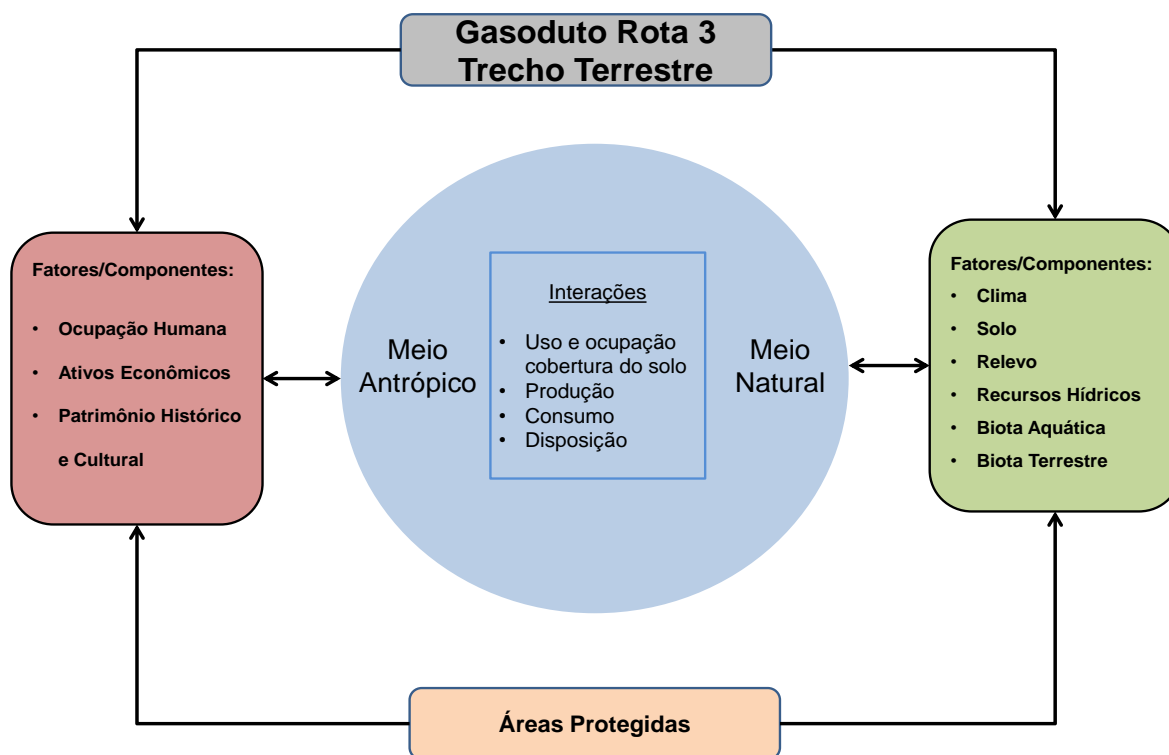 Gasoduto Rota 3
Trecho Terrestre
Fatores/Componentes:
• Ocupação Humana
• Ativos Econômicos
• Patrimônio Histórico
e Cultural
Meio
Antrópico
Interações
• Uso e ocupação
cobertura do solo
• Produção
• Consumo
• Disposição
Meio
Natural
Fatores/Componentes:
• Clima
• Solo
• Relevo
• Recursos Hídricos
• Biota Aquática
• Biota Terrestre
Áreas Protegidas